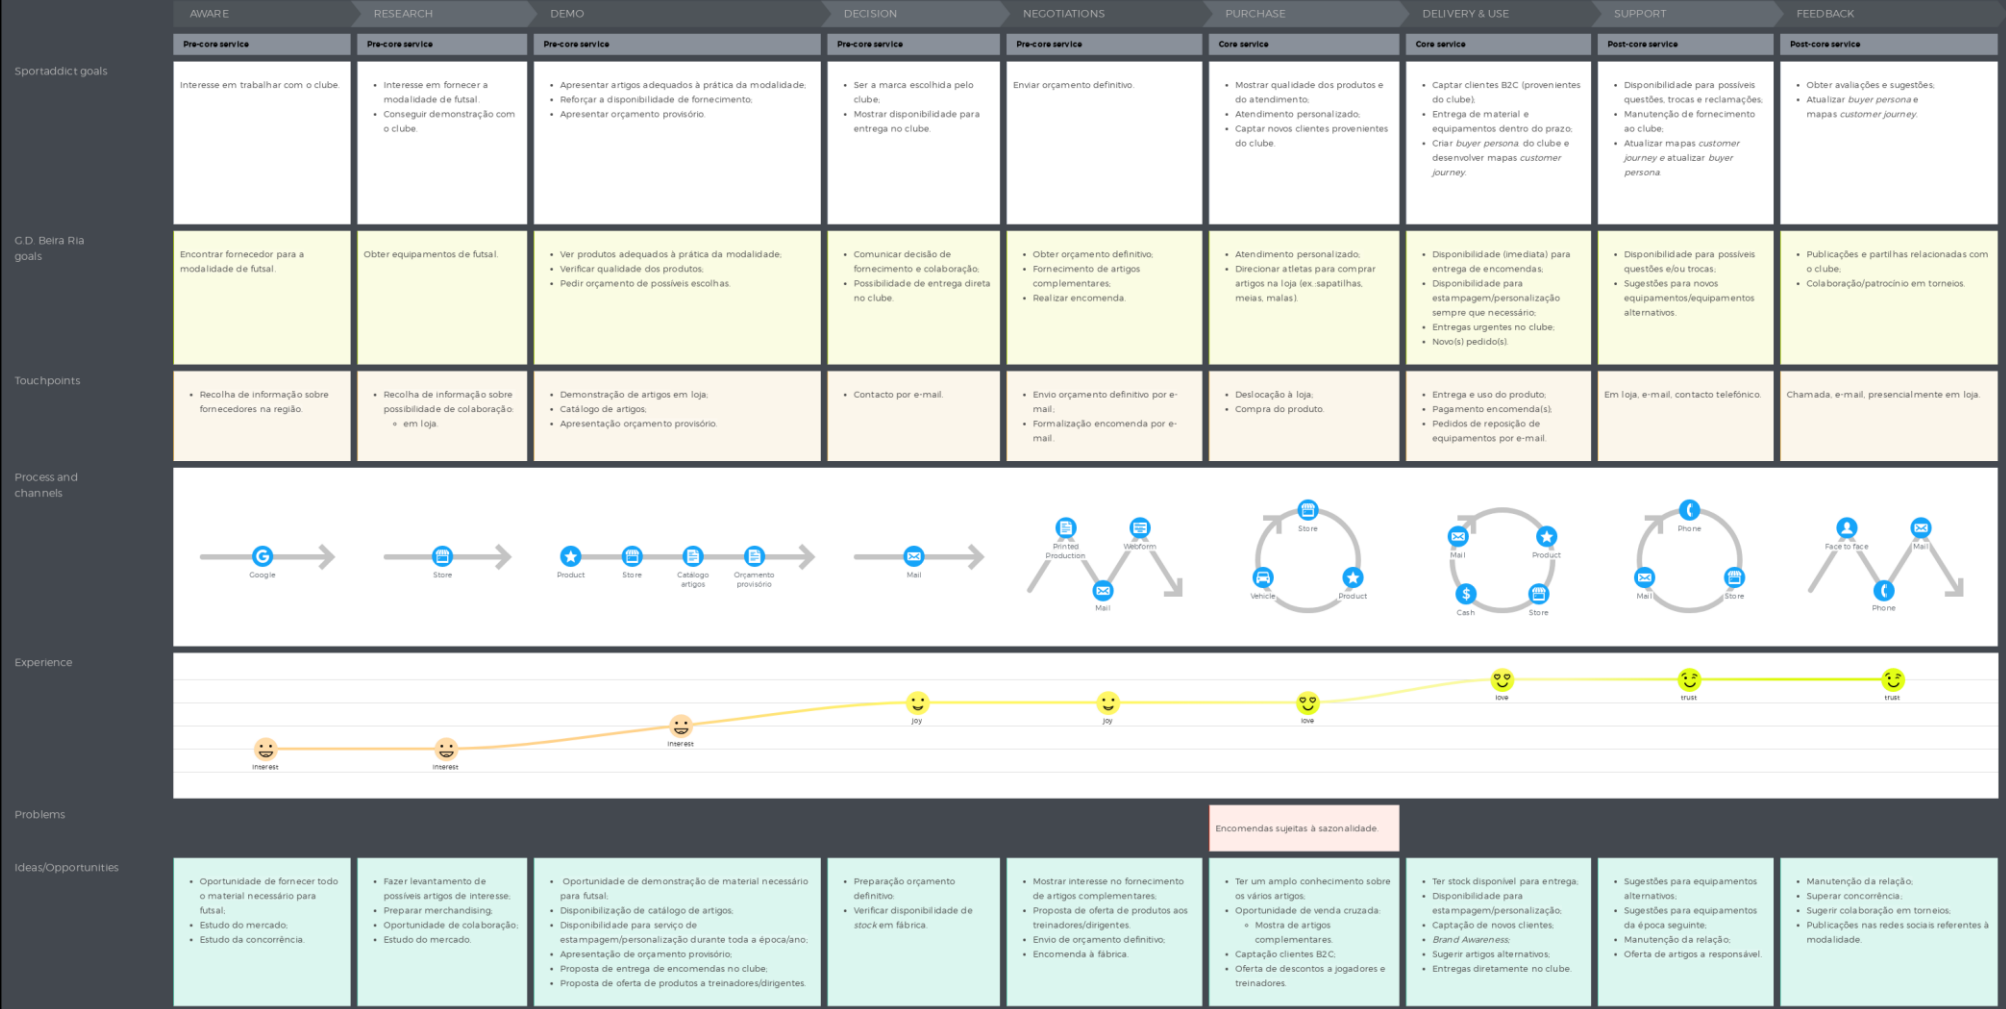 AWARE
RESEARCH
DEMO
DECISION
NEGOTIATIONS
PURCHASE
DELIVERY & USE
SUPPORT
FEEDBACK
Pre-core service
Pre-core service
Pre-core service
Pre-core service
Pre-core service
Core service
Core service
Post-core service
Post-core service
Sportaddict goals
Interesse em trabalhar com o clube.
• Interesse em fornecer a
modalidade de futsal.
• Conseguir demonstração com
o clube.
• Apresentar artigos adequados à prática da modalidade;
• Reforçar a disponibilidade de fornecimento;
• Apresentar orçamento provisório.
• Ser a marca escolhida pelo
clube;
• Mostrar disponibilidade para
entrega no clube.
Enviar orçamento definitivo.
• Mostrar qualidade dos produtos e
do atendimento;
• Atendimento personalizado;
• Captar novos clientes provenientes
do clube.
• Captar clientes B2C (provenientes
do clube);
• Entrega de material e
equipamentos dentro do prazo;
• Criar buyer persona do clube e
desenvolver mapas customer
journey.
• Disponibilidade para possíveis
questões, trocas e reclamações;
• Manutenção de fornecimento
ao clube;
• Atualizar mapas customer
journey e atualizar buyer
persona.
• Obter avaliações e sugestões;
• Atualizar buyer persona e
mapas customer journey.
G.D. Beira Ria
goals
Encontrar fornecedor para a
modalidade de futsal.
Obter equipamentos de futsal.
• Ver produtos adequados à prática da modalidade;
• Verificar qualidade dos produtos;
• Pedir orçamento de possíveis escolhas.
• Comunicar decisão de
fornecimento e colaboração;
• Possibilidade de entrega direta
no clube.
• Obter orçamento definitivo;
• Fornecimento de artigos
complementares;
• Realizar encomenda.
• Atendimento personalizado;
• Direcionar atletas para comprar
artigos na loja (ex.:sapatilhas,
meias, malas).
• Disponibilidade (imediata) para
entrega de encomendas;
• Disponibilidade para
estampagem/personalização
sempre que necessário;
• Entregas urgentes no clube;
• Novo(s) pedido(s).
• Disponibilidade para possíveis
questões e/ou trocas;
• Sugestões para novos
equipamentos/equipamentos
alternativos.
• Publicações e partilhas relacionadas com
o clube;
• Colaboração/patrocínio em torneios.
Touchpoints
• Recolha de informação sobre
fornecedores na região.
• Recolha de informação sobre
possibilidade de colaboração:
◦ em loja.
• Demonstração de artigos em loja;
• Catálogo de artigos;
• Apresentação orçamento provisório.
• Contacto por e-mail.
• Envio orçamento definitivo por e-
mail;
• Formalização encomenda por e-
mail.
• Deslocação à loja;
• Compra do produto.
• Entrega e uso do produto;
• Pagamento encomenda(s);
• Pedidos de reposição de
equipamentos por e-mail.
Em loja, e-mail, contacto telefónico.
Chamada, e-mail, presencialmente em loja.
Process and
channels
Google
Store
Product
Store
Catálogo
artigos
Orçamento
provisório
Mail
Printed
Production
Webform
Mail
Store
Vehicle
Product
Mail
Product
Cash
Store
Phone
Mail
Store
Face to face
Mail
Phone
Experience
Interest
Interest
Interest
joy
joy
love
love
trust
trust
Problems
Encomendas sujeitas à sazonalidade.
Ideas/Opportunities
• Oportunidade de fornecer todo
o material necessário para
futsal;
• Estudo do mercado;
• Estudo da concorrência.
• Fazer levantamento de
possíveis artigos de interesse;
• Preparar merchandising;
• Oportunidade de colaboração;
• Estudo do mercado.
• Oportunidade de demonstração de material necessário
para futsal;
• Disponibilização de catálogo de artigos;
• Disponibilidade para serviço de
estampagem/personalização durante toda a época/ano;
• Apresentação de orçamento provisório;
• Proposta de entrega de encomendas no clube;
• Proposta de oferta de produtos a treinadores/dirigentes.
• Preparação orçamento
definitivo.
• Verificar disponibilidade de
stock em fábrica.
• Mostrar interesse no fornecimento
de artigos complementares;
• Proposta de oferta de produtos aos
treinadores/dirigentes.
• Envio de orçamento definitivo;
• Encomenda à fábrica.
• Ter um amplo conhecimento sobre
os vários artigos;
• Oportunidade de venda cruzada:
◦ Mostra de artigos
complementares.
• Captação clientes B2C;
• Oferta de descontos a jogadores e
treinadores.
• Ter stock disponível para entrega;
• Disponibilidade para
estampagem/personalização;
• Captação de novos clientes;
• Brand Awareness;
• Sugerir artigos alternativos;
• Entregas diretamente no clube.
• Sugestões para equipamentos
alternativos;
• Sugestões para equipamentos
da época seguinte;
• Manutenção da relação;
• Oferta de artigos a responsável.
• Manutenção da relação;
• Superar concorrência;
• Sugerir colaboração em torneios;
• Publicações nas redes sociais referentes à
modalidade.